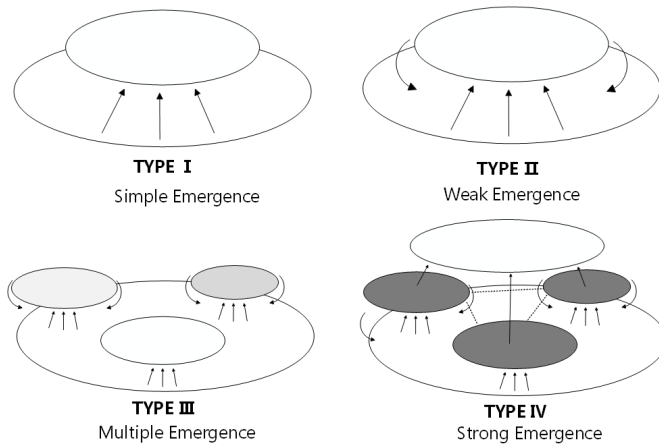 TYPE I
Simple Emergence
TYPE II
Weak Emergence
TYPE III
Multiple Emergence
TYPE IV
Strong Emergence